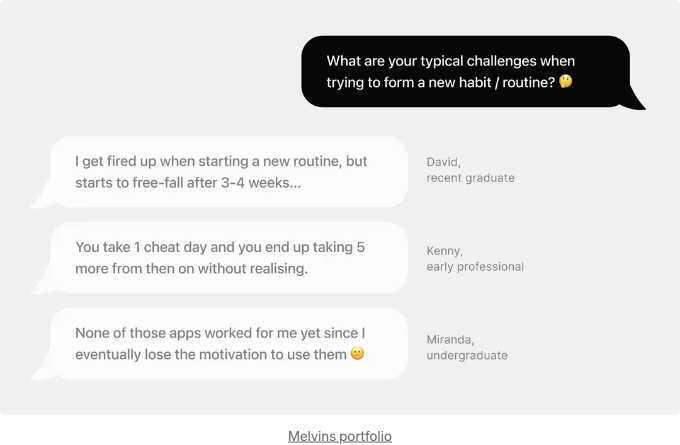 What are your typical challenges when
trying to form a new habit / routine? 🤔
I get fired up when starting a new routine, but
starts to free-fall after 3-4 weeks...
David,
recent graduate
You take 1 cheat day and you end up taking 5
more from then on without realising.
Kenny,
early professional
None of those apps worked for me yet since I
eventually lose the motivation to use them 😕
Miranda,
undergraduate
Melvins portfolio